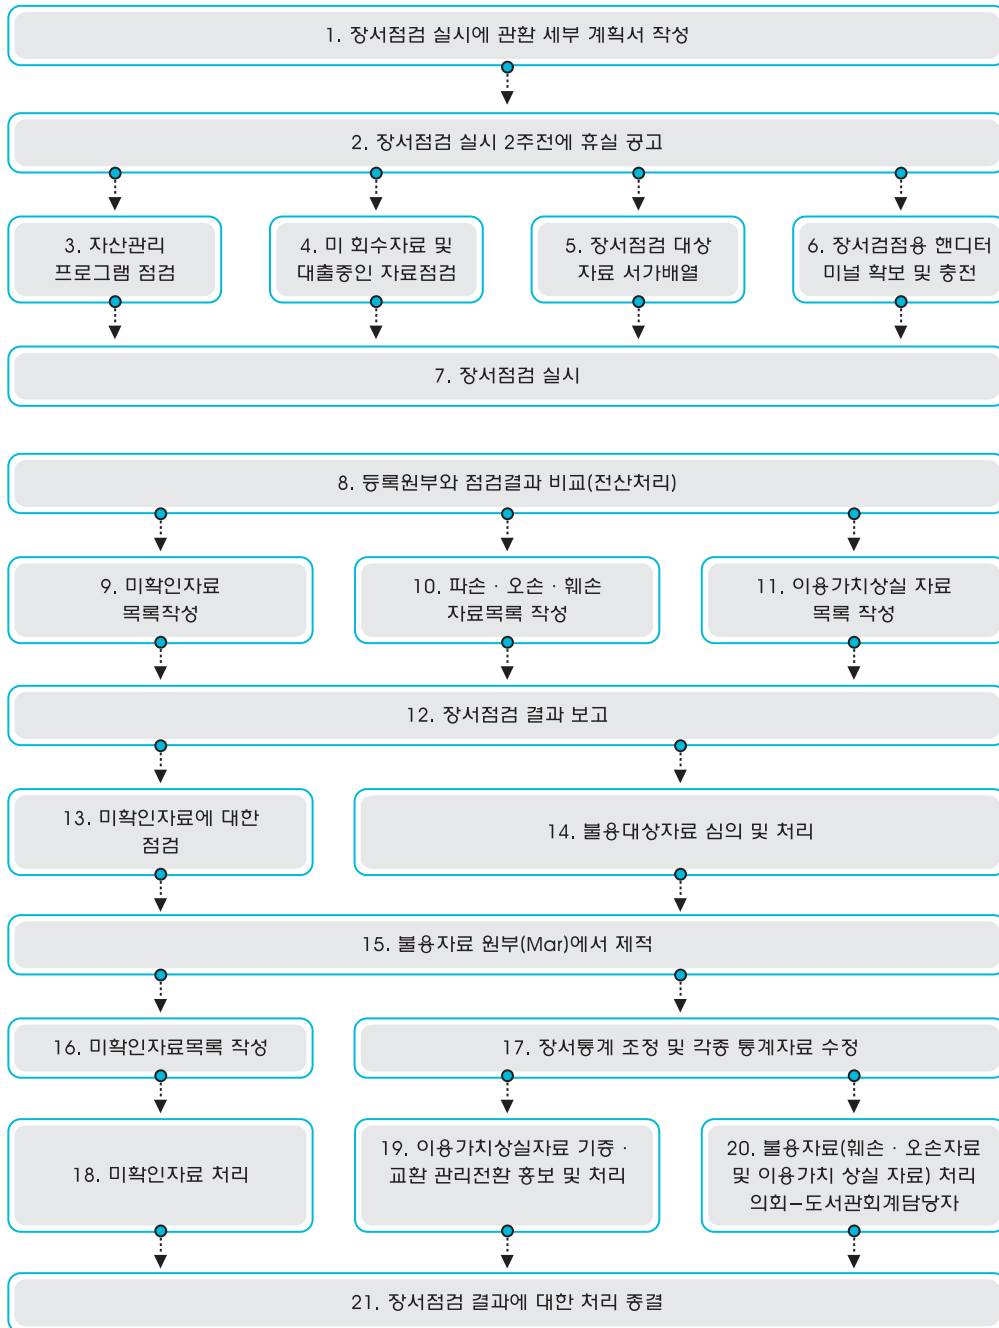 1. 장서점검 실시에 관환 세부 계획서 작성
2. 장서점검 실시 2주전에 휴실 공고
3. 자산관리
프로그램 점검
4. 미 회수자료 및
대출중인 자료점검
5. 장서점검 대상
자료 서가배열
6. 장서검점용 핸디터
미널 확보 및 충전
7. 장서점검 실시
8. 등록원부와 점검결과 비교(전산처리)
9. 미확인자료
목록작성
10. 파손 · 오손 · 훼손
자료목록 작성
11. 이용가치상실 자료
목록 작성
12. 장서점검 결과 보고
13. 미확인자료에 대한
점검
14. 불용대상자료 심의 및 처리
15. 불용자료 원부(Mar)에서 제적
16. 미확인자료목록 작성
17. 장서통계 조정 및 각종 통계자료 수정
18. 미확인자료 처리
19. 이용가치상실자료 기증 ·
교환 관리전환 홍보 및 처리
20. 불용자료(훼손 · 오손자료
및 이용가치 상실 자료) 처리
의회–도서관회계담당자
21. 장서점검 결과에 대한 처리 종결